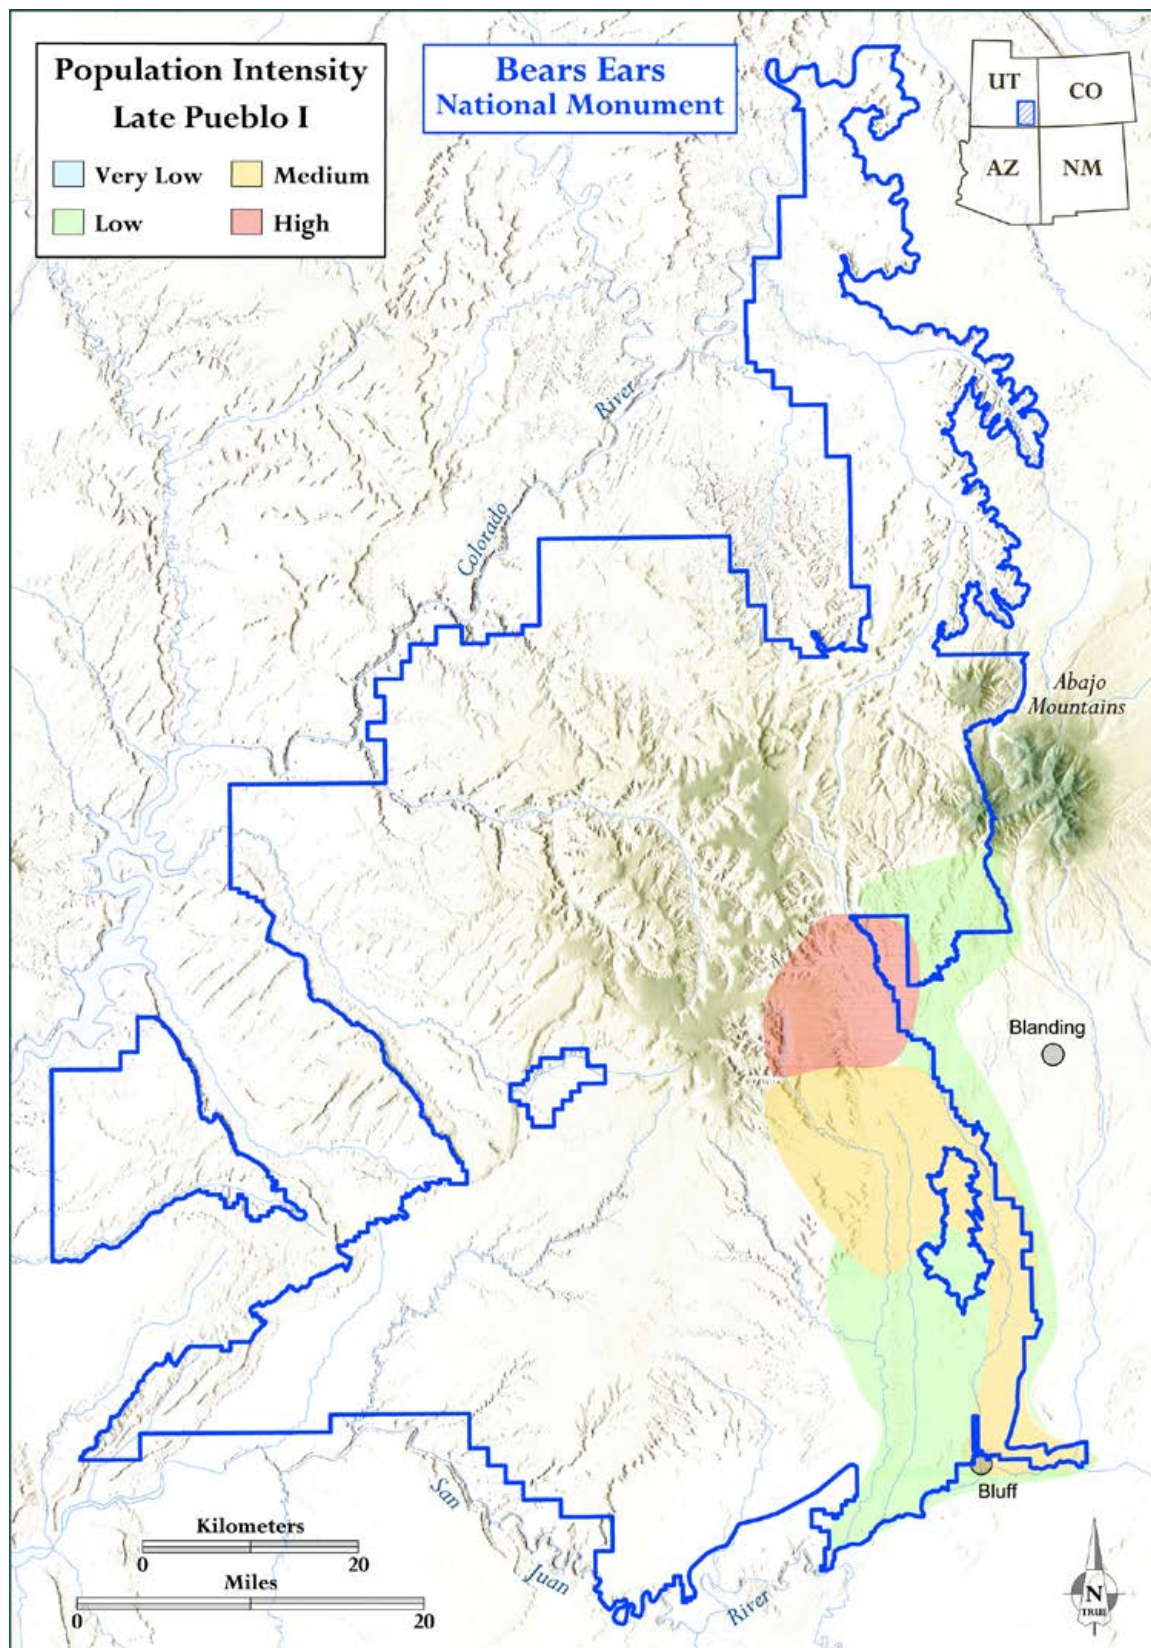 Population Intensity
Late Pueblo I
Very Low
Medium
Low
High
Bears Ears
National Monument
UT
CO
AZ
NM
River
Colorado
Abajo
Mountains
Blanding
Bluff
San
Juan
River
Kilometers
0
20
Miles
0
20
N
TRUE